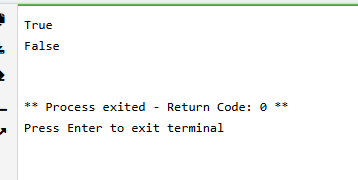 True
False
** Process exited - Return Code: 0 **
Press Enter to exit terminal